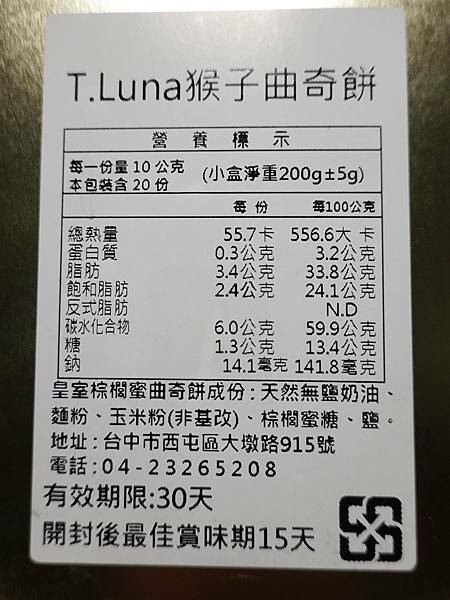 T.Luna猴子曲奇餅
營養標示
每一份量 10 公克
本包裝含 20 份
(小盒淨重200g±5g)
每 份 每100公克
總熱量 55.7卡 556.6大 卡
蛋白質 0.3公克 3.2公克
脂肪 3.4公克 33.8公克
飽和脂肪 2.4公克 24.1公克
反式脂肪 N.D
碳水化合物 6.0公克 59.9公克
糖 1.3公克 13.4公克
鈉 14.1毫克 141.8毫克
皇室棕櫚蜜曲奇餅成份:天然無鹽奶油、
麵粉、玉米粉(非基改)、棕櫚蜜糖、鹽。
地址:台中市西屯區大墩路915號
電話:04-23265208
有效期限:30天
開封後最佳賞味期15天